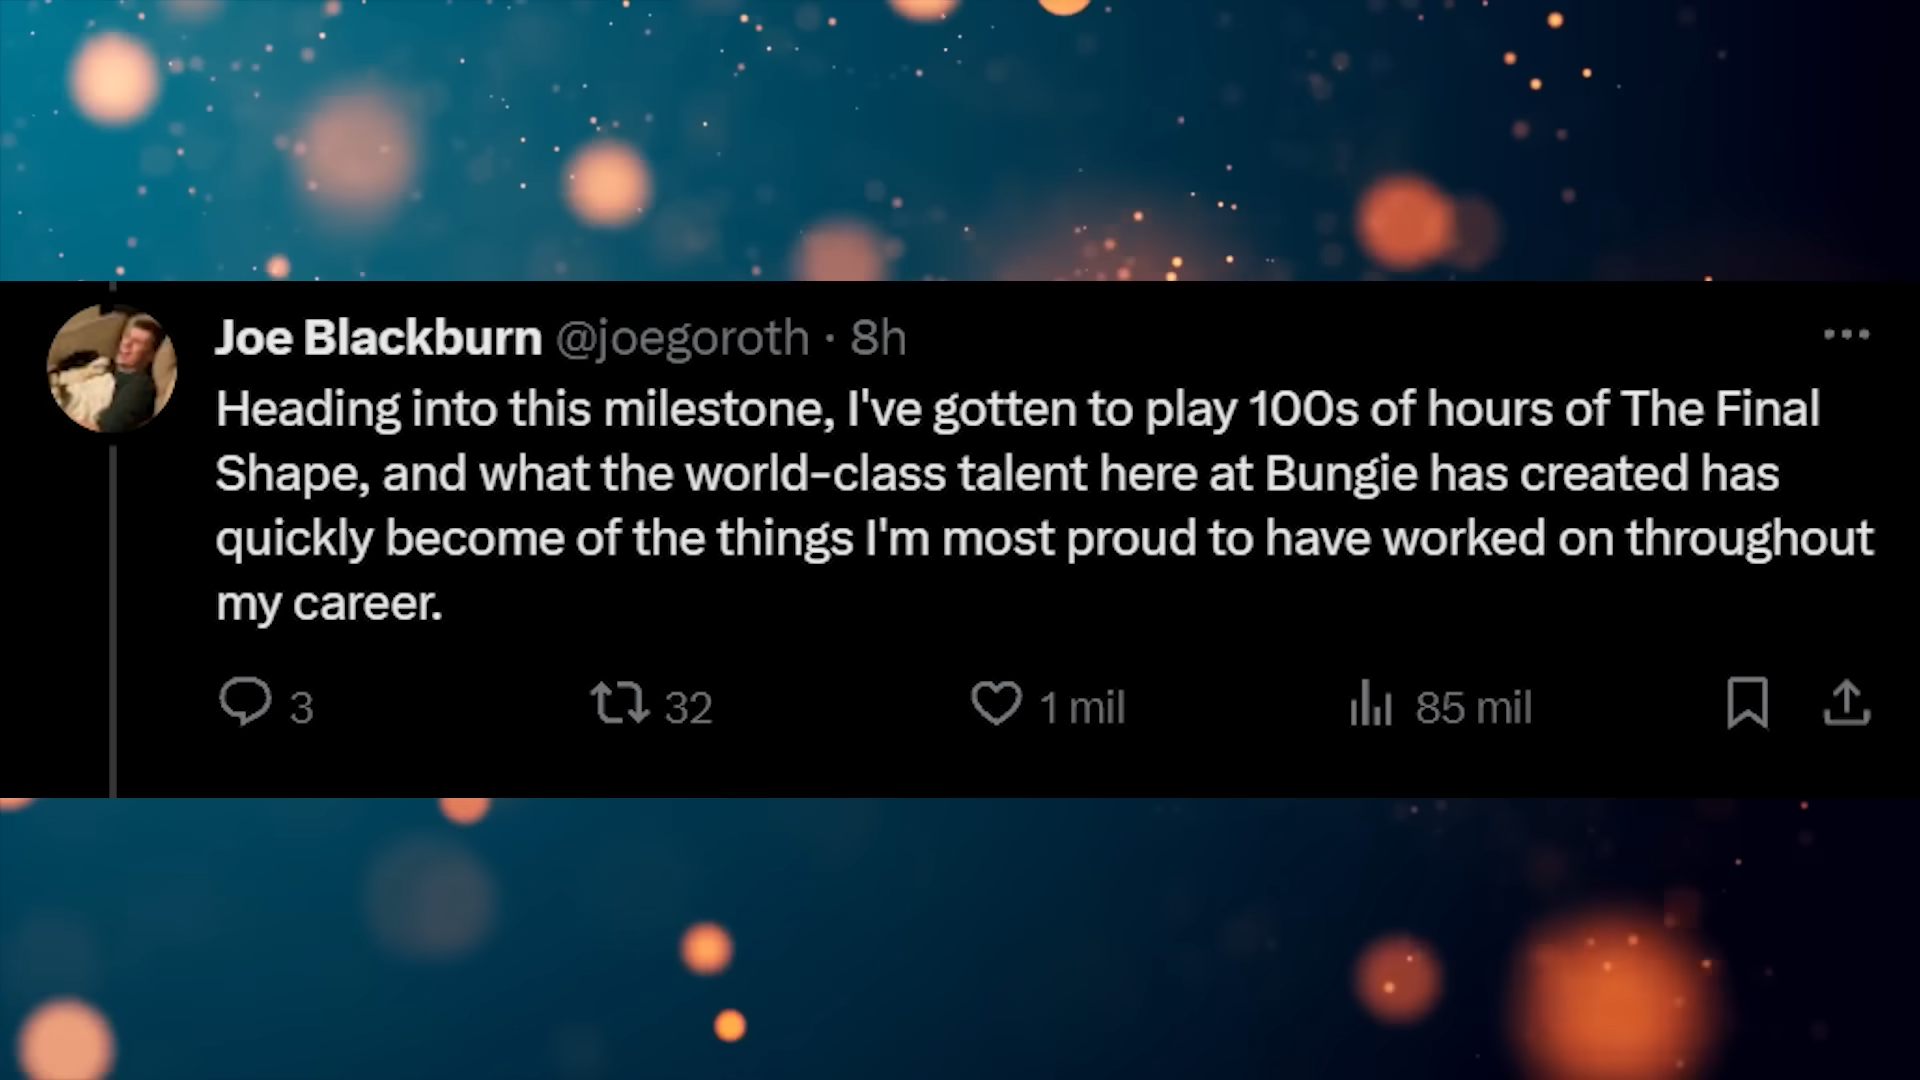 Joe Blackburn @joegoroth · 8h
Heading into this milestone, I've gotten to play 100s of hours of The Final
Shape, and what the world-class talent here at Bungie has created has
quickly become of the things I'm most proud to have worked on throughout
my career.
3 32 1 mil 85 mil